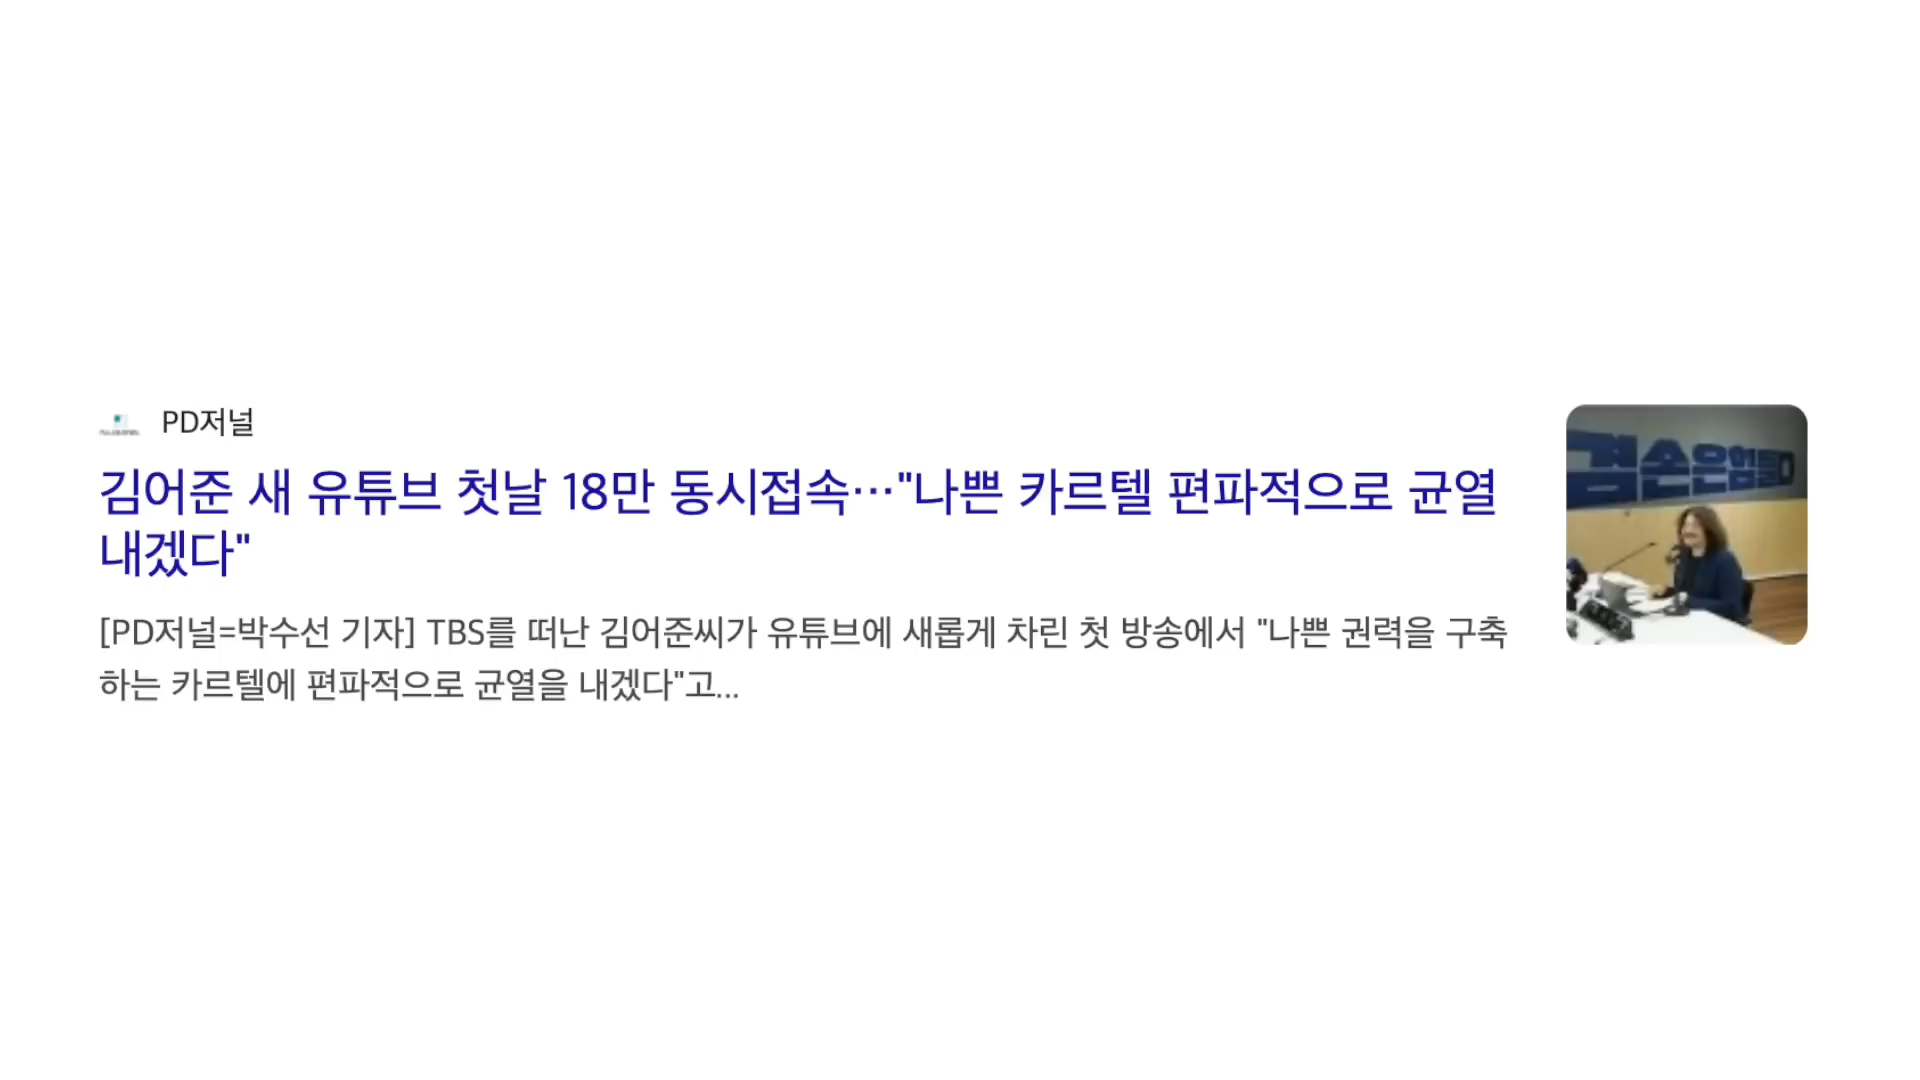 PD저널
김어준 새 유튜브 첫날 18만 동시접속…"나쁜 카르텔 편파적으로 균열
내겠다"
[PD저널=박수선 기자] TBS를 떠난 김어준씨가 유튜브에 새롭게 차린 첫 방송에서 "나쁜 권력을 구축
하는 카르텔에 편파적으로 균열을 내겠다"고...